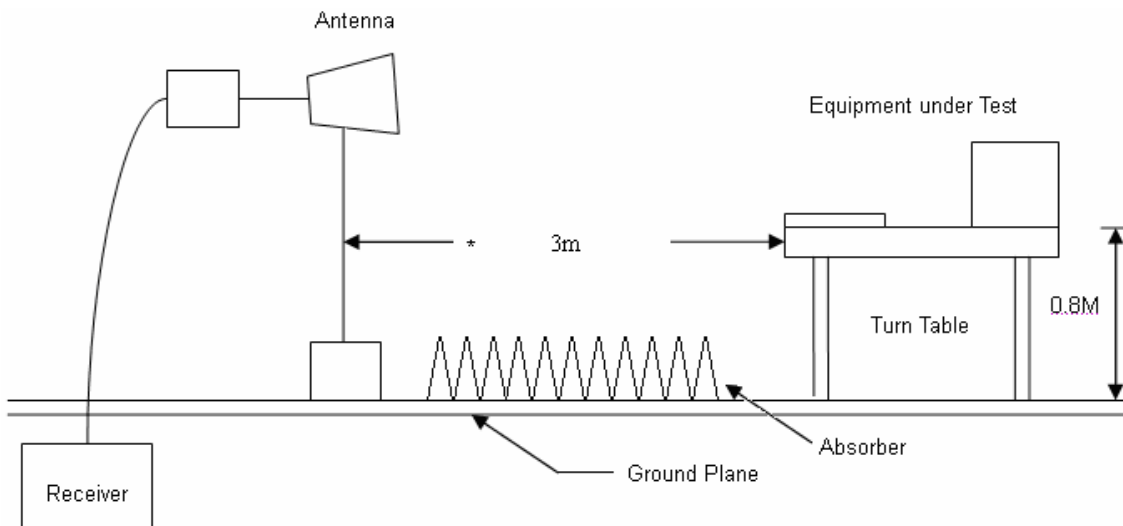 Antenna
Equipment under Test
* 3m
0.8M
Turn Table
Absorber
Ground Plane
Receiver